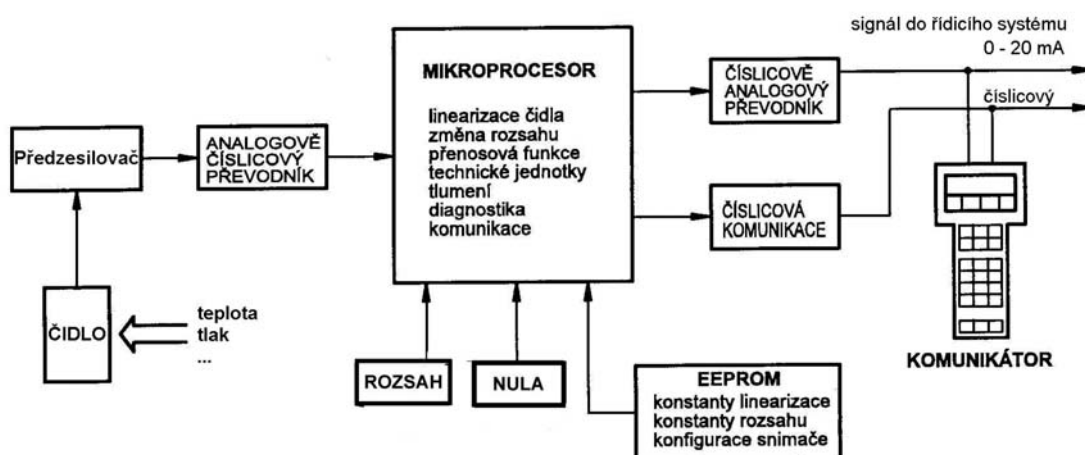 signál do řídicího systému
0 - 20 mA
číslicový
MIKROPROCESOR
linearizace čidla
změna rozsahu
přenosová funkce
technické jednotky
tlumení
diagnostika
komunikace
ČÍSLICOVĚ
ANALOGOVÝ
PŘEVODNÍK
Předzesilovač
ANALOGOVĚ
ČÍSLICOVÝ
PŘEVODNÍK
ČÍSLICOVÁ
KOMUNIKACE
ČIDLO
teplota
tlak
...
ROZSAH
NULA
EEPROM
konstanty linearizace
konstanty rozsahu
konfigurace snímače
KOMUNIKÁTOR